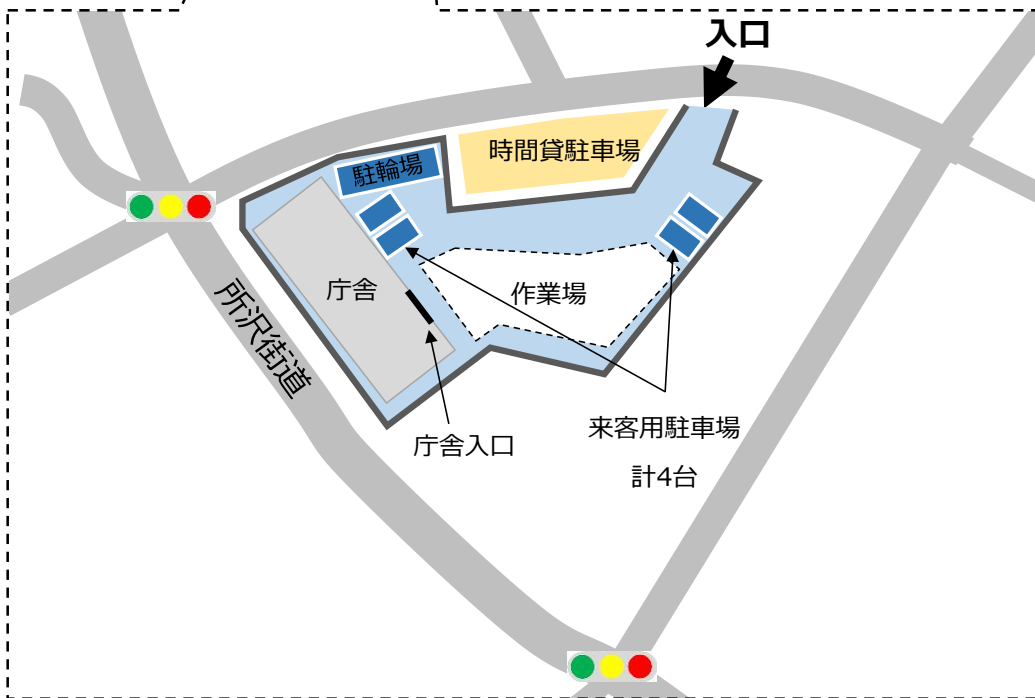 入口
時間貸駐車場
駐輪場
庁舎
作業場
所沢街道
庁舎入口
来客用駐車場
計4台